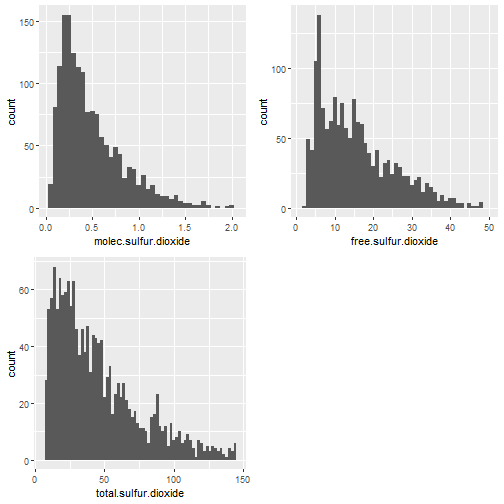 150
100
50
0
count
0.0 0.5 1.0 1.5 2.0
molec.sulfur.dioxide
100
50
0
count
0 10 20 30 40 50
free.sulfur.dioxide
60
40
20
0
count
0 50 100 150
total.sulfur.dioxide